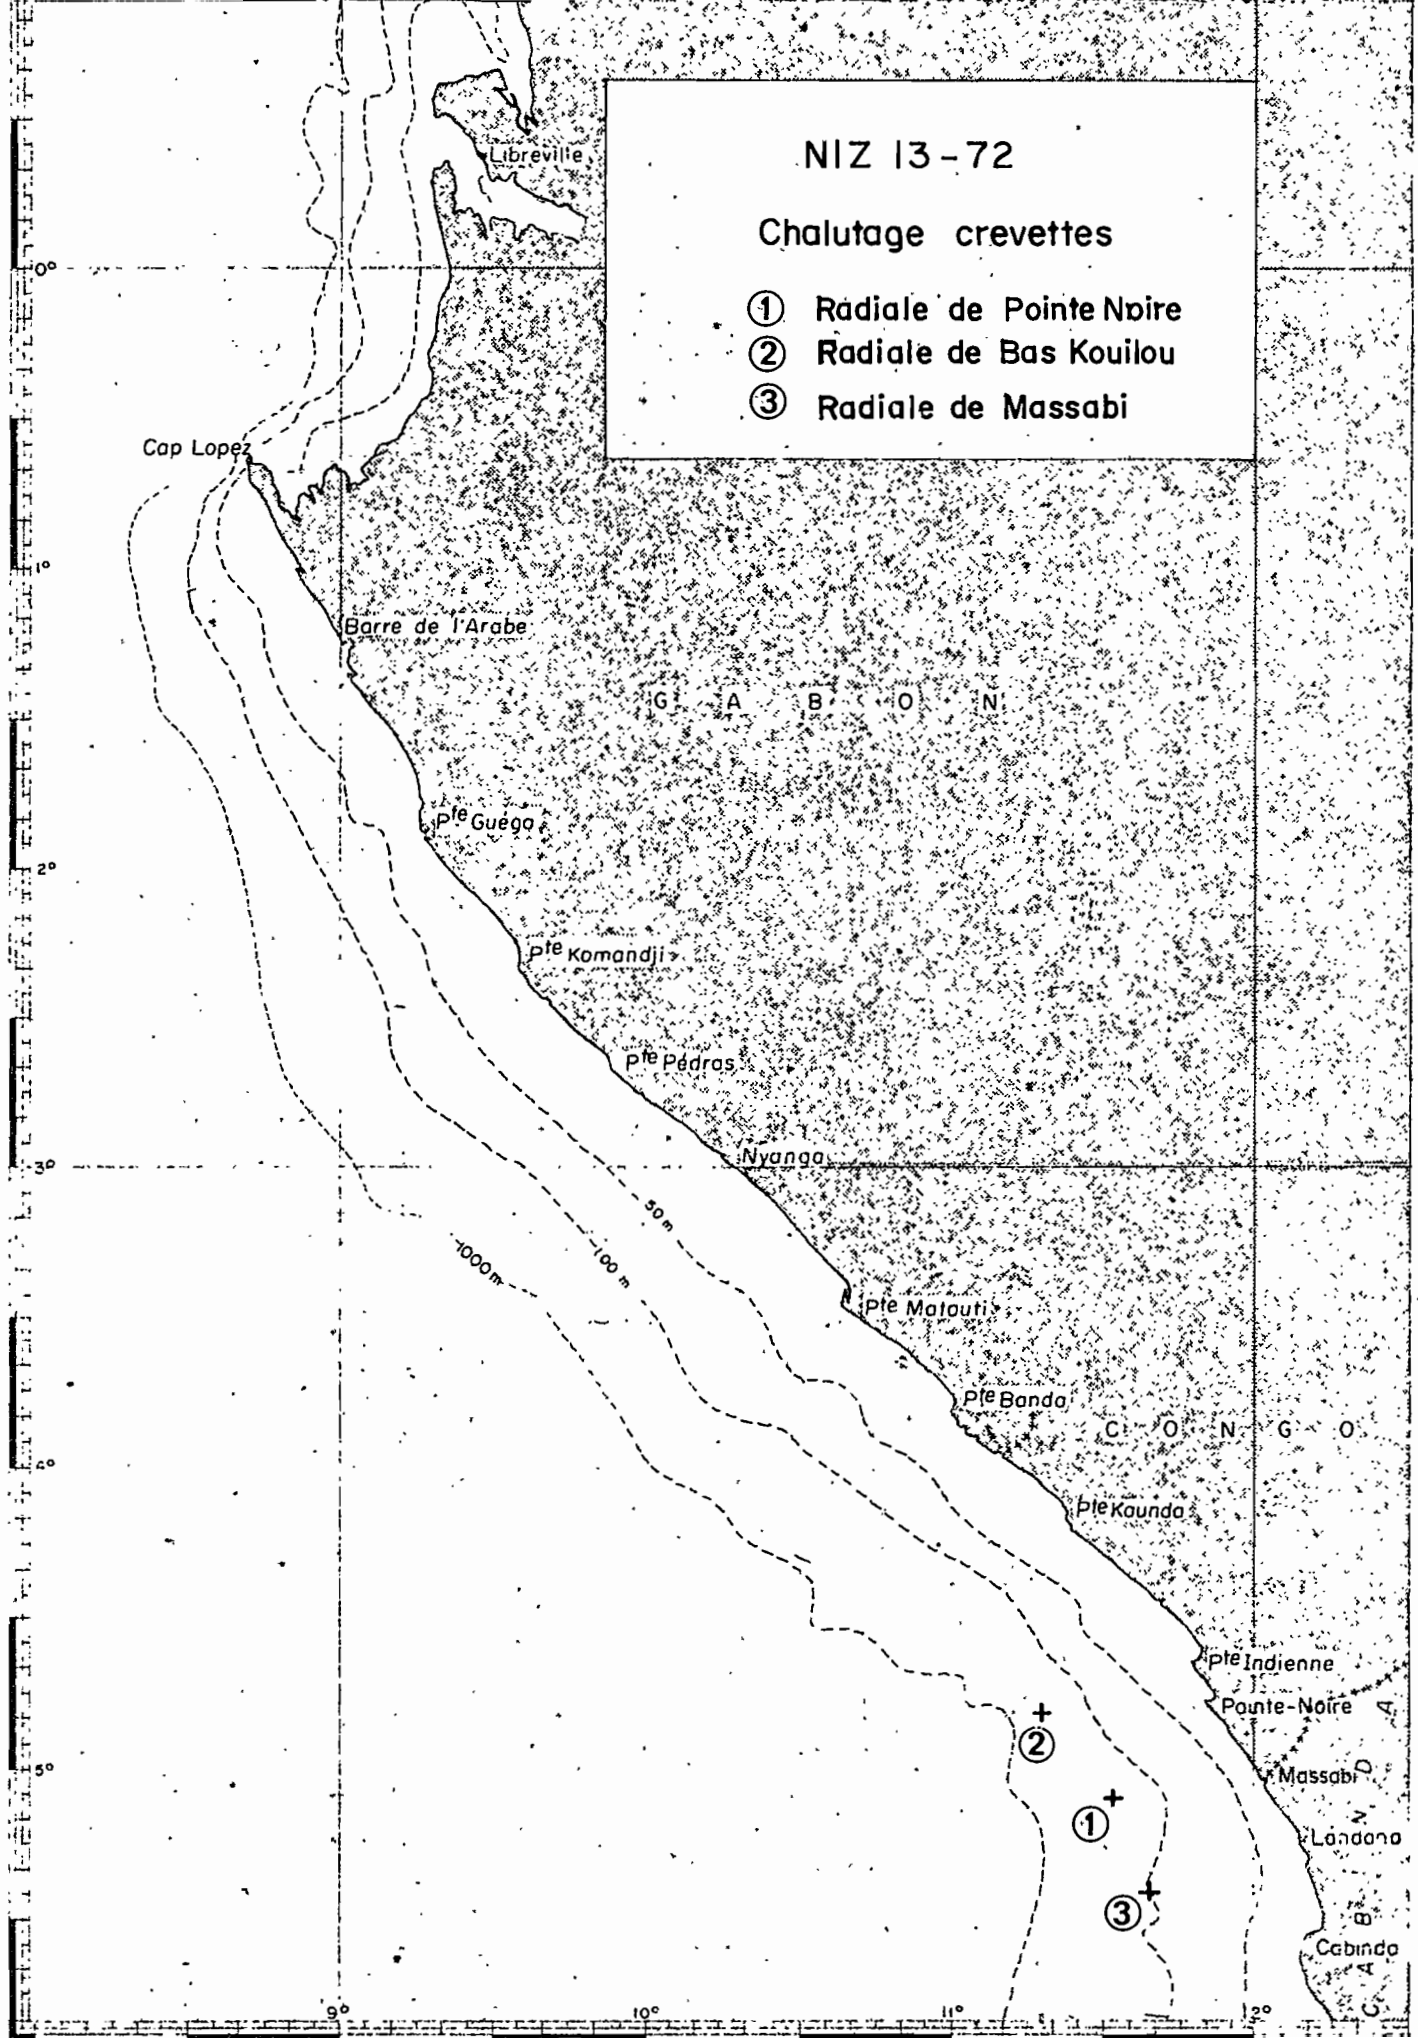 Libreville
NIZ 13-72
Chalutage crevettes
0°
① Radiale de Pointe Noire
② Radiale de Bas Kouilou
③ Radiale de Massabi
Cap Lopez
1°
Barre de l'Arabe
G A B O N
Pte Guéga
2°
Pte Komandji
Pte Pédras
3°
Nyanga
50 m
100 m
1000 m
Pte Matouti
Pte Banda
C O N G O
4°
Pte Kounda
Pte Indienne
Pointe-Noire
②
5°
Massabi
①
Landana
③
Cabinda
C A B I N D A
9° 10° 11° 12°